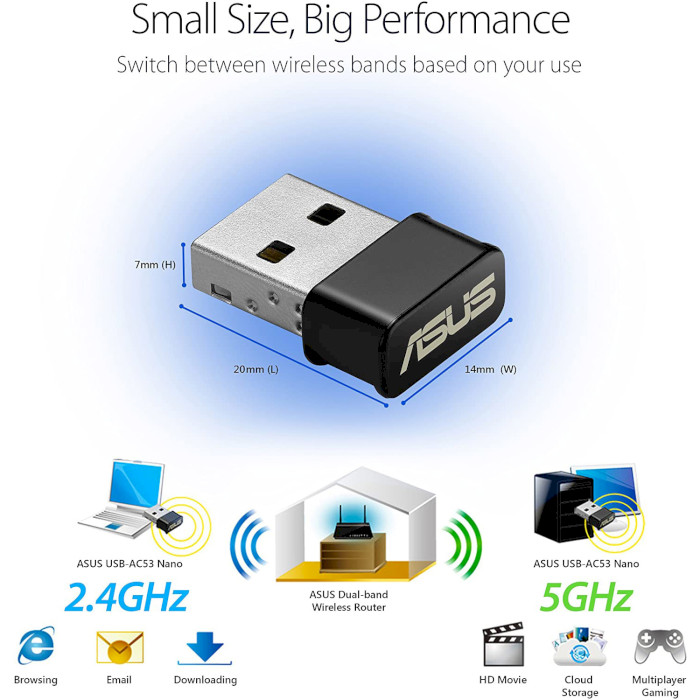 Small Size, Big Performance
Switch between wireless bands based on your use
7mm (H)
20mm (L)
14mm (W)
ASUS
ASUS USB-AC53 Nano
2.4GHz
ASUS Dual-band
Wireless Router
ASUS USB-AC53 Nano
5GHz
Browsing
Email
Downloading
HD Movie
Cloud
Storage
Multiplayer
Gaming